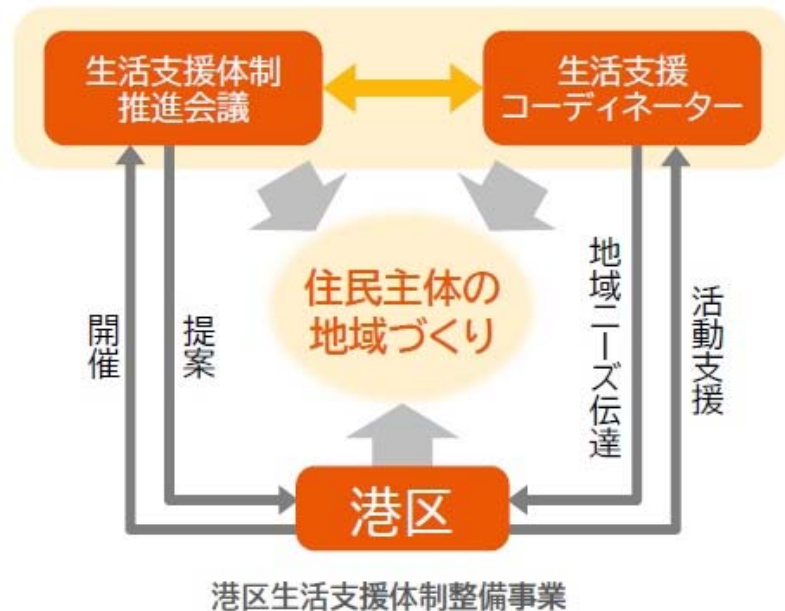 生活支援体制
推進会議
生活支援
コーディネーター
住民主体の
地域づくり
開催
提案
地域ニーズ伝達
活動支援
港区
港区生活支援体制整備事業